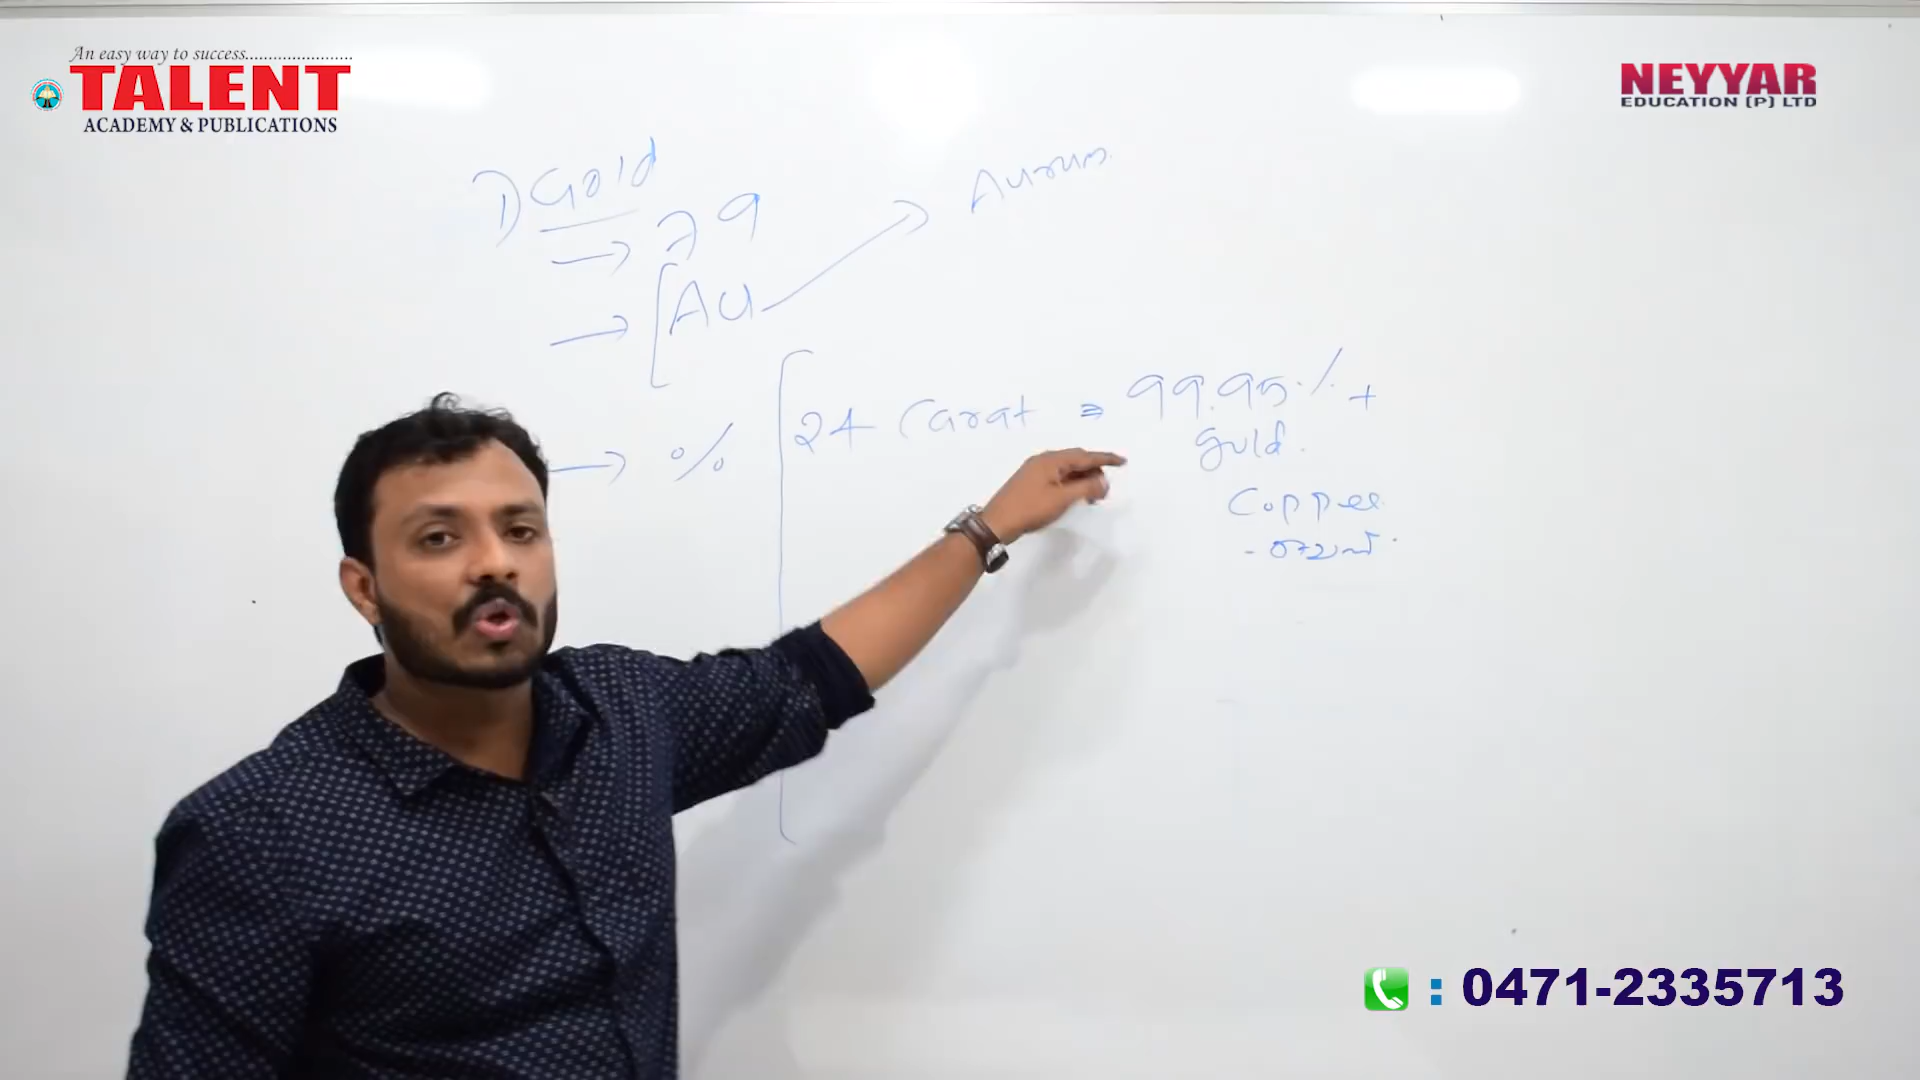 An easy way to success.......................
TALENT
ACADEMY & PUBLICATIONS
NEYYAR
EDUCATION (P) LTD
1) Gold
→ 79
→ [AU → Aurum
→ % [24 Carat = 99.95% +
gold.
Copper
: 0471-2335713